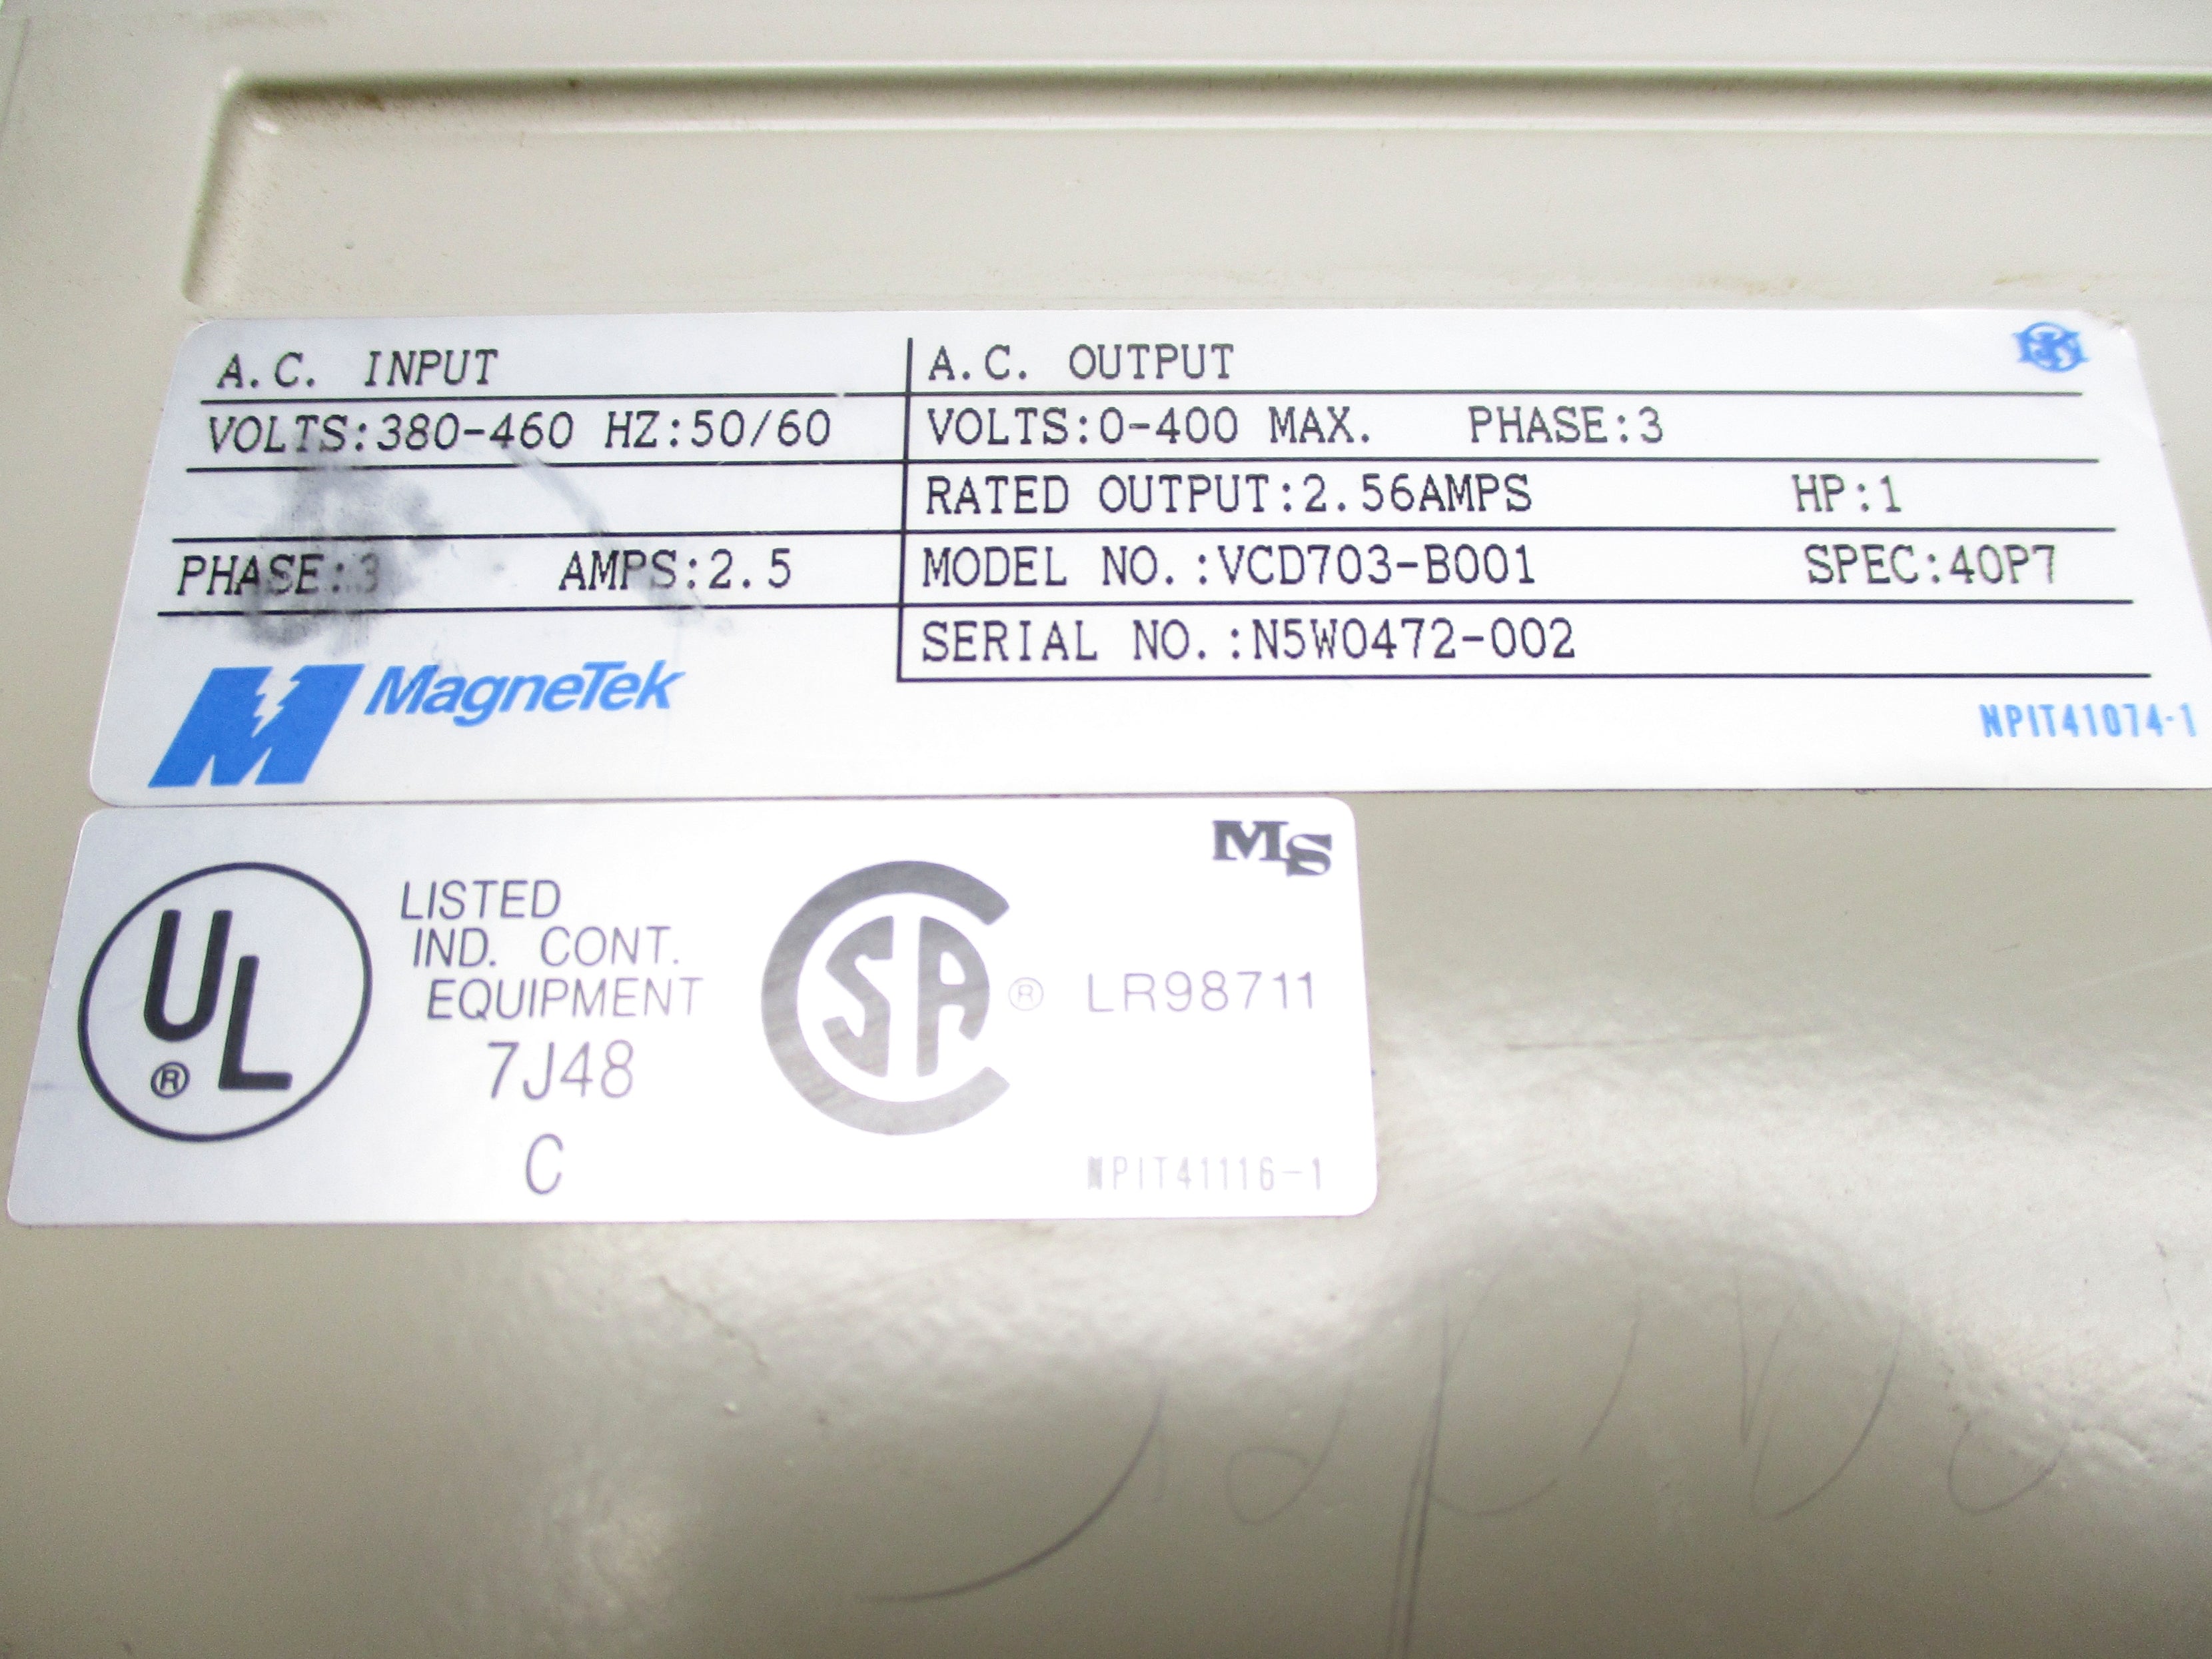 A.C. INPUT
VOLTS:380-460 HZ:50/60
PHASE:3 AMPS:2.5
MagneTek
A.C. OUTPUT
VOLTS:0-400 MAX. PHASE:3
RATED OUTPUT:2.56AMPS HP:1
MODEL NO.:VCD703-B001 SPEC:40P7
SERIAL NO.:N5W0472-002
NPIT41074-1
UL
®
LISTED
IND. CONT.
EQUIPMENT
7J48
C
CSA ® LR98711
MS
NPIT41116-1